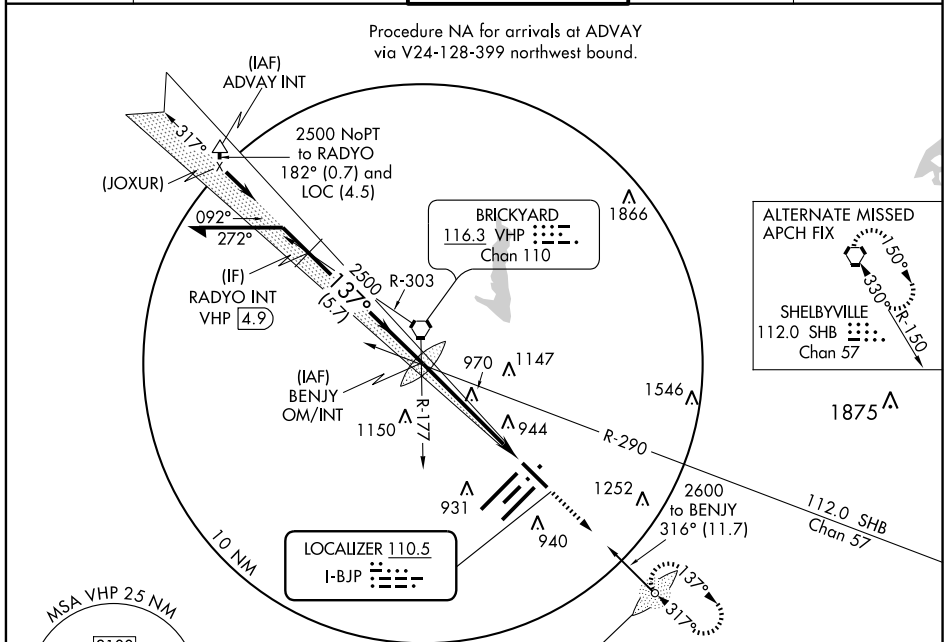 Procedure NA for arrivals at ADVAY
via V24-128-399 northwest bound.
(IAF)
ADVAY INT
317°
X
2500 NoPT
to RADYO
182° (0.7) and
LOC (4.5)
(JOXUR)
092°
272°
(IF)
RADYO INT
VHP 4.9
2500
137°
(5.7)
R-303
BRICKYARD
116.3 VHP
Chan 110
1866
ALTERNATE MISSED
APCH FIX
150°
330°
R-150
SHELBYVILLE
112.0 SHB
Chan 57
(IAF)
BENJY
OM/INT
970
1147
1546
1875
1150
R-177
944
R-290
931
1252
2600
to BENJY
316° (11.7)
112.0 SHB
Chan 57
940
10 NM
LOCALIZER 110.5
I-BJP
137°
317°
MSA VHP 25 NM